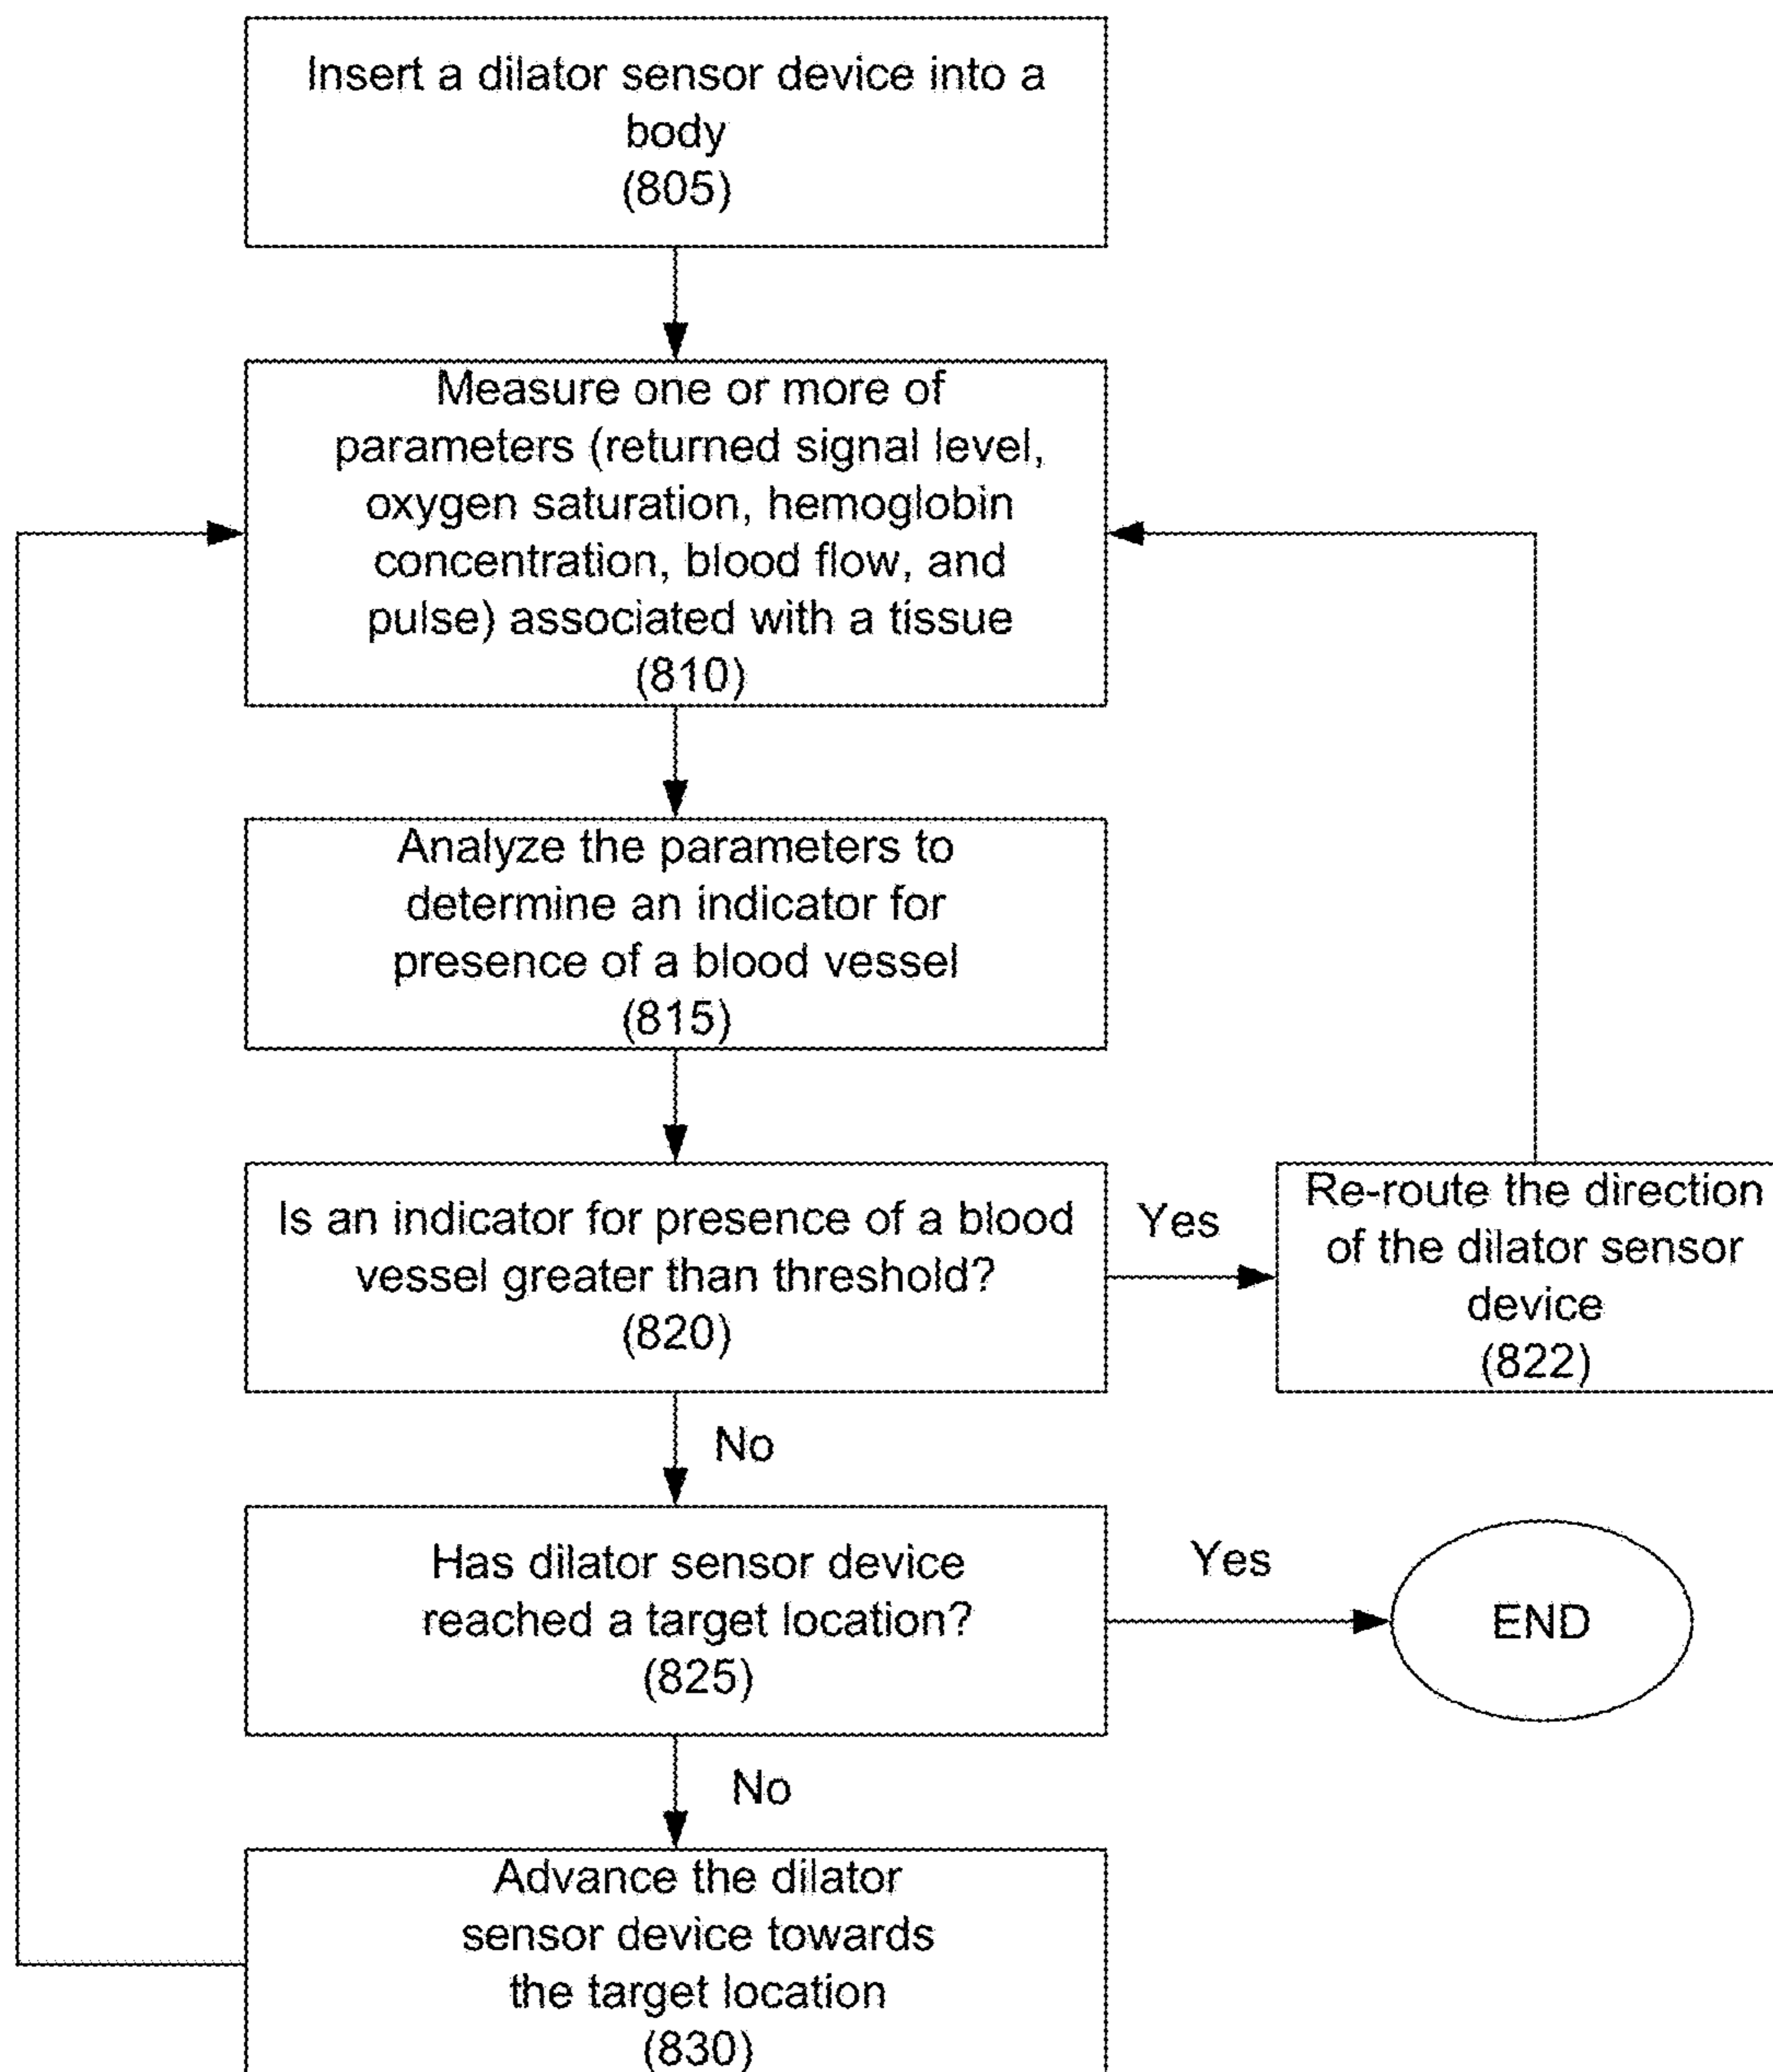 Insert a dilator sensor device into a
body
(805)
Measure one or more of
parameters (returned signal level,
oxygen saturation, hemoglobin
concentration, blood flow, and
pulse) associated with a tissue
(810)
Analyze the parameters to
determine an indicator for
presence of a blood vessel
(815)
Is an indicator for presence of a blood
vessel greater than threshold?
(820)
Yes
Re-route the direction
of the dilator sensor
device
(822)
No
Has dilator sensor device
reached a target location?
(825)
Yes
END
No
Advance the dilator
sensor device towards
the target location
(830)